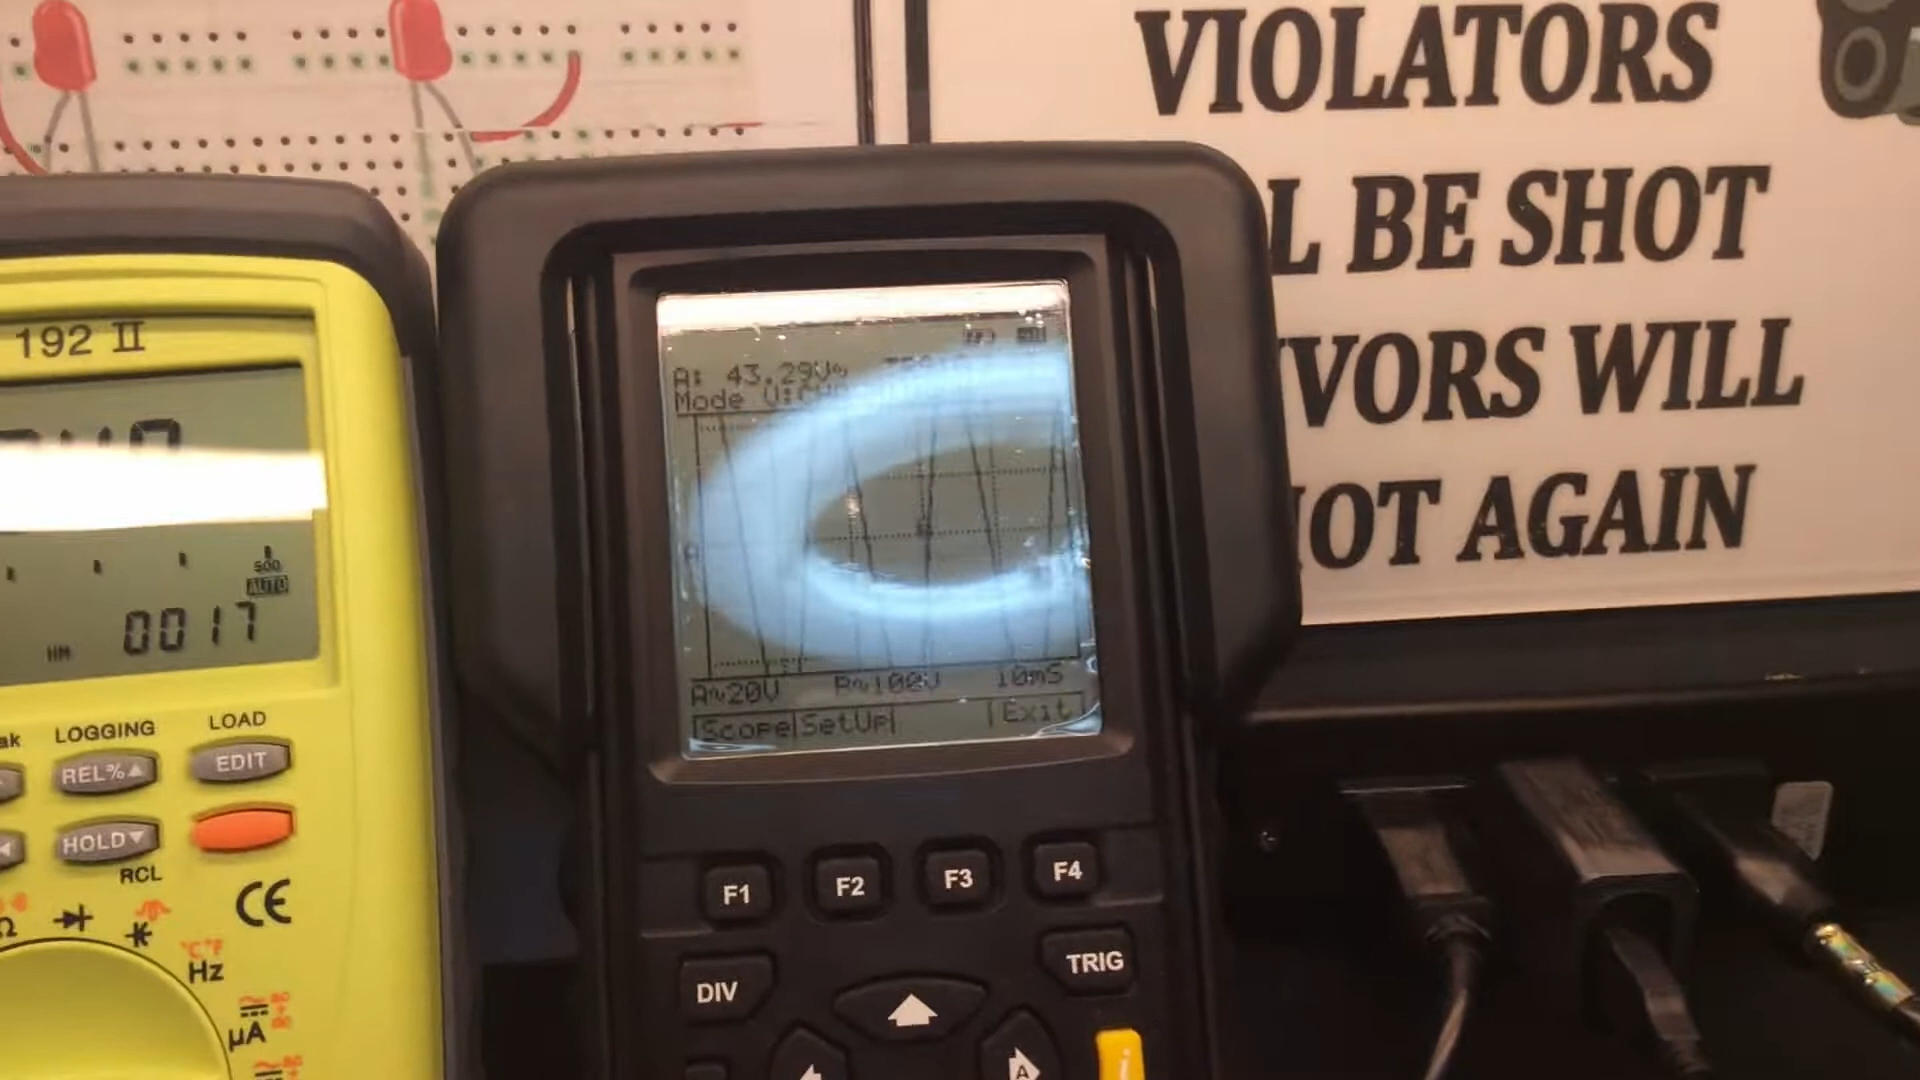 VIOLATORS
L BE SHOT
VORS WILL
OT AGAIN
192 II
500
AUTO
0017
LOGGING
LOAD
REL%▲
EDIT
HOLD▼
RCL
CE
Ω
°C°F
Hz
μA
A: 43.29V~
Mode V:
A~20V
10mS
Scope SetUp Exit
F1 F2 F3 F4
DIV
TRIG
A
i